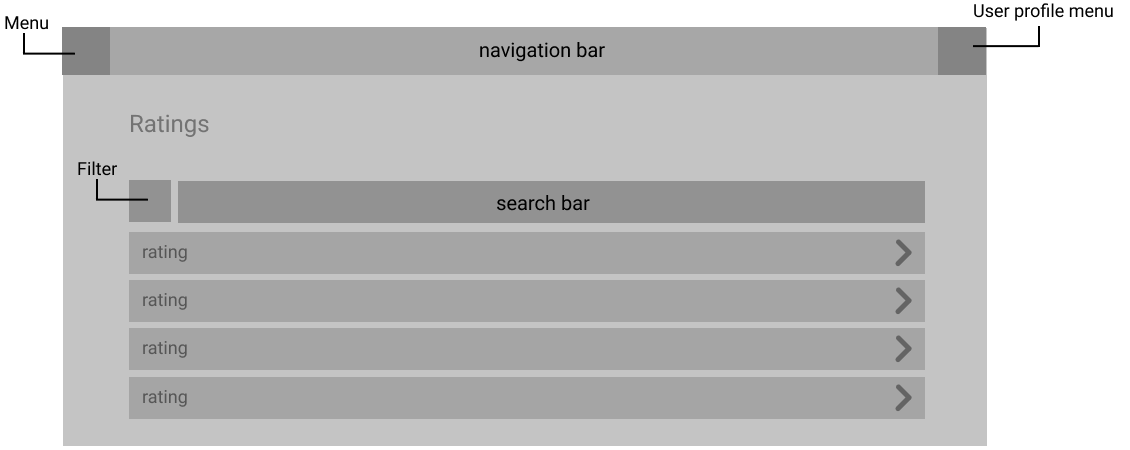 Menu
User profile menu
navigation bar
Ratings
Filter
search bar
rating
rating
rating
rating